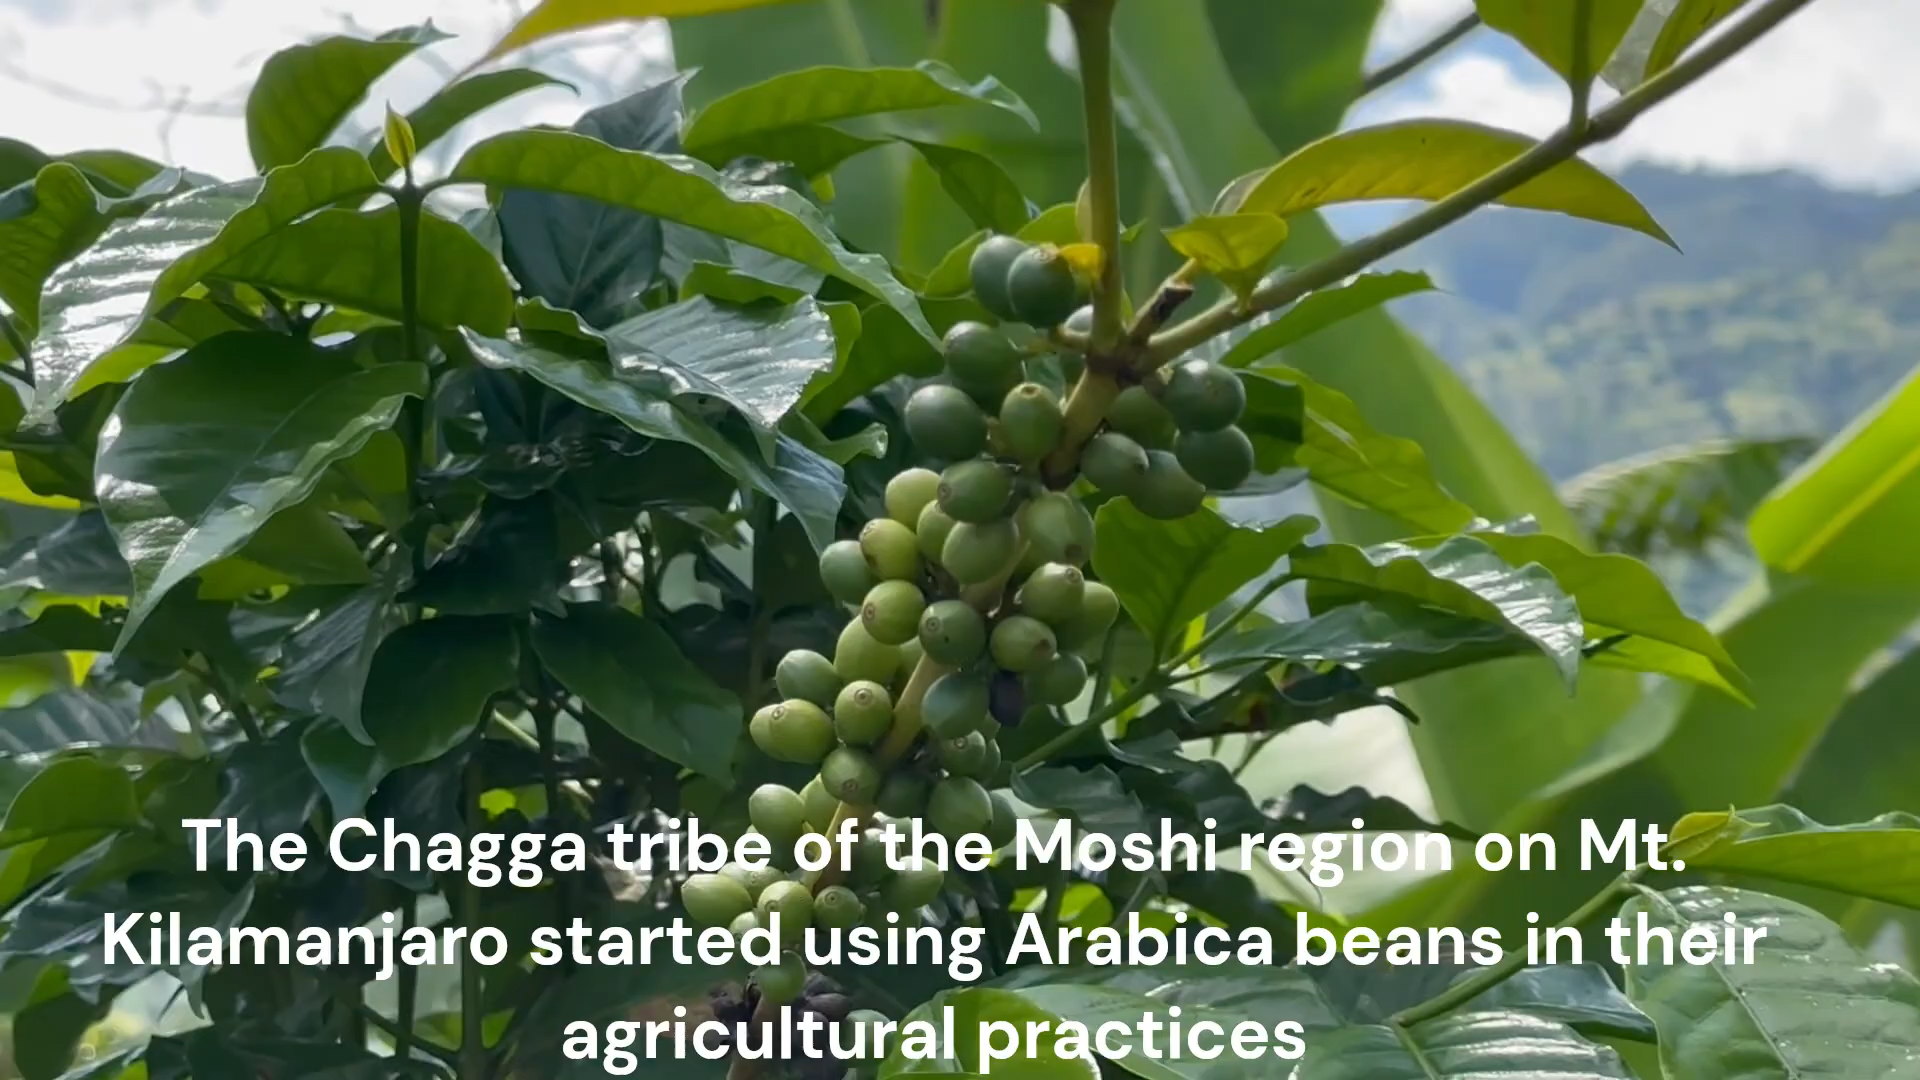 The Chagga tribe of the Moshi region on Mt.
Kilamanjaro started using Arabica beans in their
agricultural practices